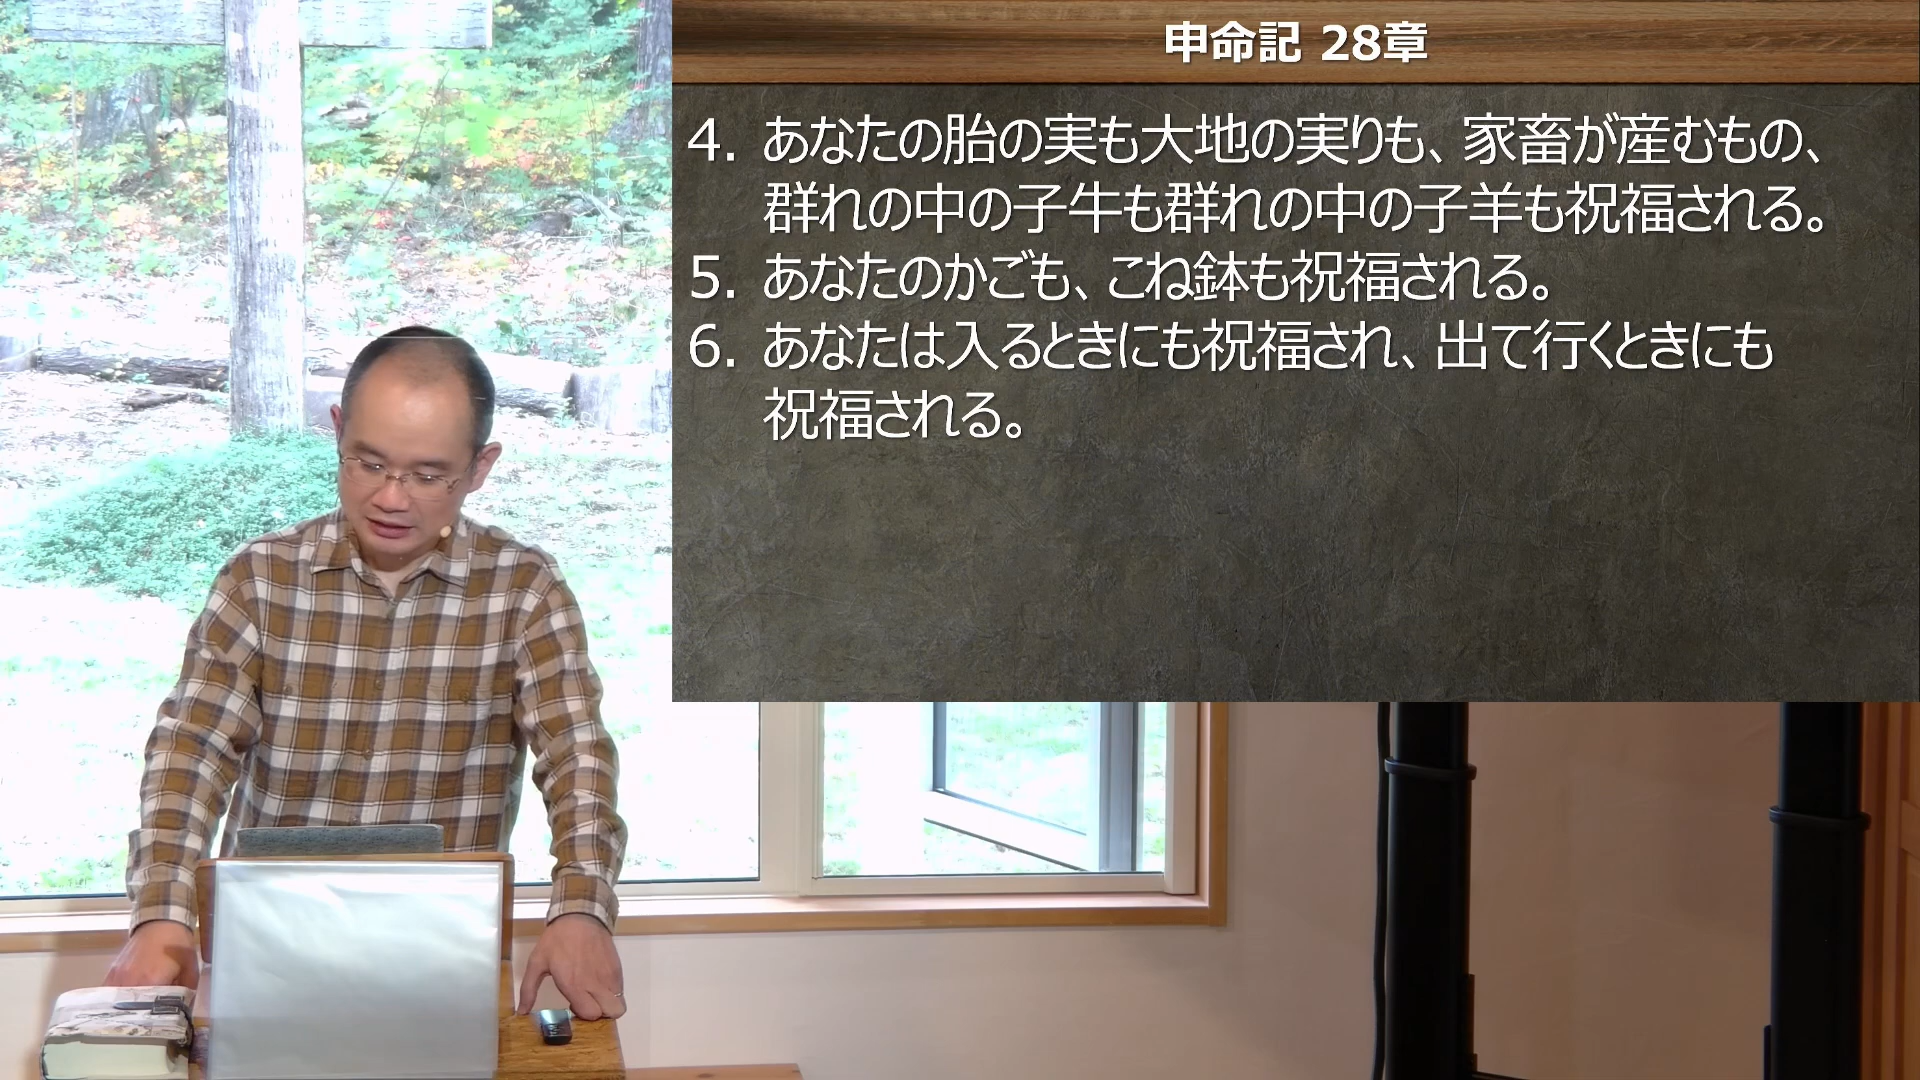 申命記 28章
4. あなたの胎の実も大地の実りも、家畜が産むもの、
群れの中の子牛も群れの中の子羊も祝福される。
5. あなたのかごも、こね鉢も祝福される。
6. あなたは入るときにも祝福され、出て行くときにも
祝福される。